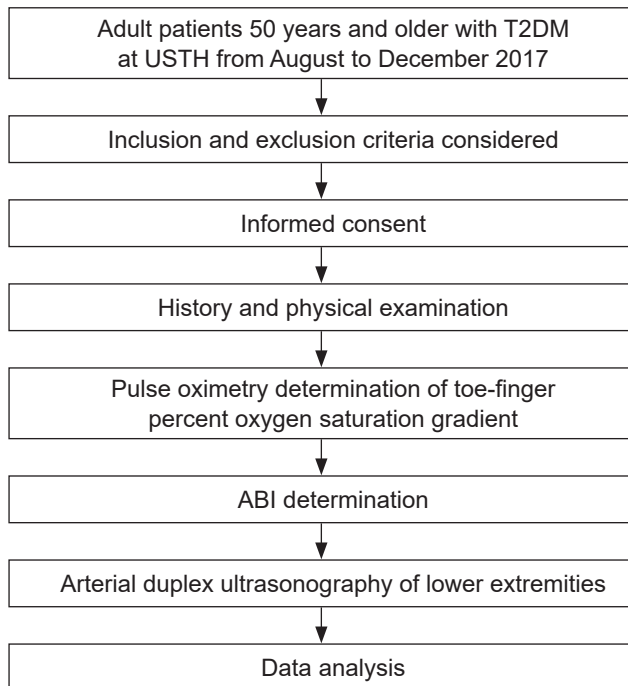 Adult patients 50 years and older with T2DM
at USTH from August to December 2017
Inclusion and exclusion criteria considered
Informed consent
History and physical examination
Pulse oximetry determination of toe-finger
percent oxygen saturation gradient
ABI determination
Arterial duplex ultrasonography of lower extremities
Data analysis